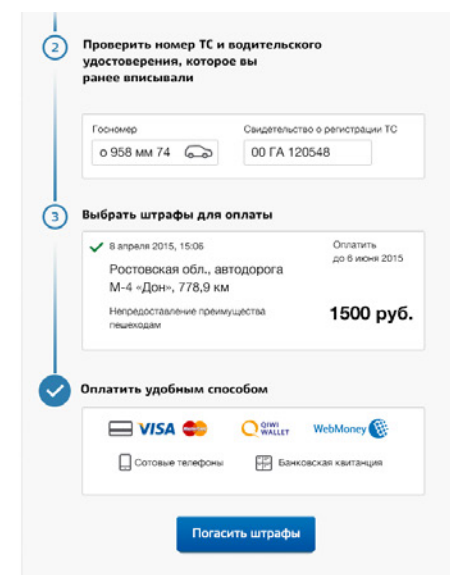 2 Проверить номер ТС и водительского
удостоверения, которое вы
ранее вписывали
Госномер
о 958 мм 74
Свидетельство о регистрации ТС
00 ГА 120548
3 Выбрать штрафы для оплаты
8 апреля 2015, 15:06
Ростовская обл., автодорога
М-4 «Дон», 778,9 км
Непредоставление преимущества
пешеходам
Оплатить
до 6 июня 2015
1500 руб.
Оплатить удобным способом
VISA MasterCard QIWI WALLET WebMoney
Сотовые телефоны Банковская квитанция
Погасить штрафы